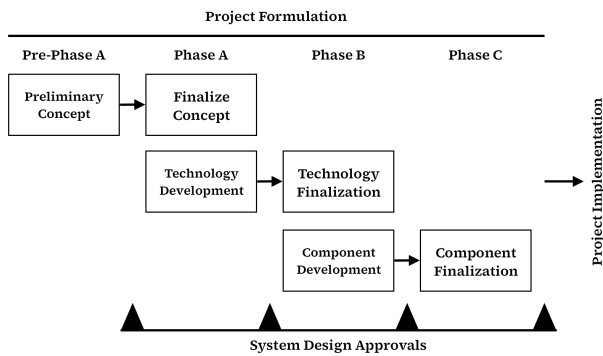 Project Formulation
Pre-Phase A
Phase A
Phase B
Phase C
Preliminary
Concept
Finalize
Concept
Technology
Development
Technology
Finalization
Component
Development
Component
Finalization
Project Implementation
System Design Approvals